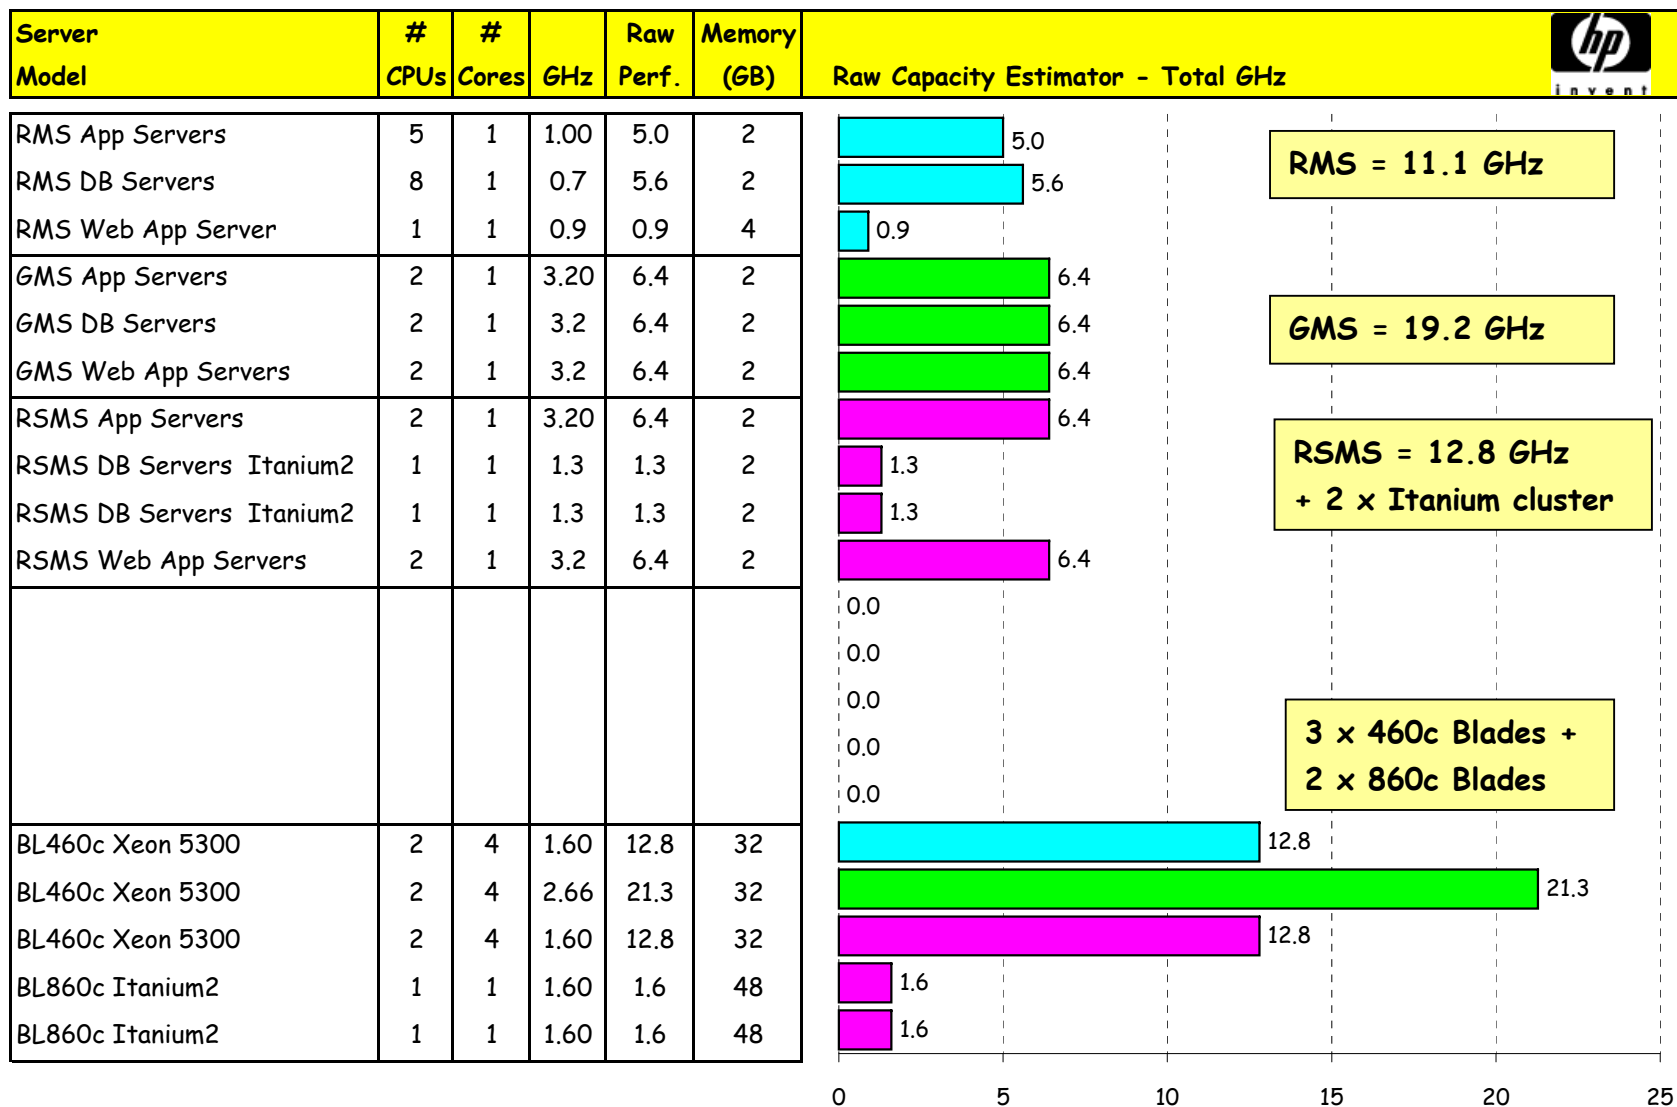 Server # # Raw Memory
Model CPUs Cores GHz Perf. (GB) Raw Capacity Estimator - Total GHz
hp
invent
RMS App Servers 5 1 1.00 5.0 2 5.0
RMS DB Servers 8 1 0.7 5.6 2 5.6
RMS Web App Server 1 1 0.9 0.9 4 0.9
RMS = 11.1 GHz
GMS App Servers 2 1 3.20 6.4 2 6.4
GMS DB Servers 2 1 3.2 6.4 2 6.4
GMS Web App Servers 2 1 3.2 6.4 2 6.4
GMS = 19.2 GHz
RSMS App Servers 2 1 3.20 6.4 2 6.4
RSMS DB Servers Itanium2 1 1 1.3 1.3 2 1.3
RSMS DB Servers Itanium2 1 1 1.3 1.3 2 1.3
RSMS Web App Servers 2 1 3.2 6.4 2 6.4
RSMS = 12.8 GHz
+ 2 x Itanium cluster
0.0
0.0
0.0
0.0
0.0
3 x 460c Blades +
2 x 860c Blades
BL460c Xeon 5300 2 4 1.60 12.8 32 12.8
BL460c Xeon 5300 2 4 2.66 21.3 32 21.3
BL460c Xeon 5300 2 4 1.60 12.8 32 12.8
BL860c Itanium2 1 1 1.60 1.6 48 1.6
BL860c Itanium2 1 1 1.60 1.6 48 1.6
0 5 10 15 20 25